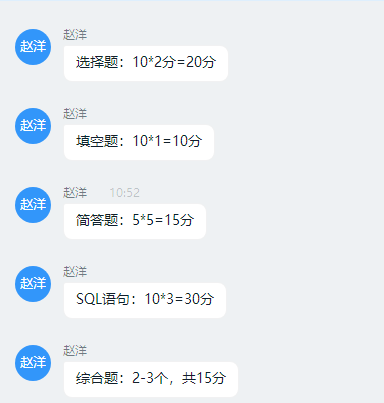 赵洋
赵洋
选择题：10*2分=20分
赵洋
赵洋
填空题：10*1=10分
赵洋 10:52
赵洋
简答题：5*5=15分
赵洋
赵洋
SQL语句：10*3=30分
赵洋
赵洋
综合题：2-3个，共15分